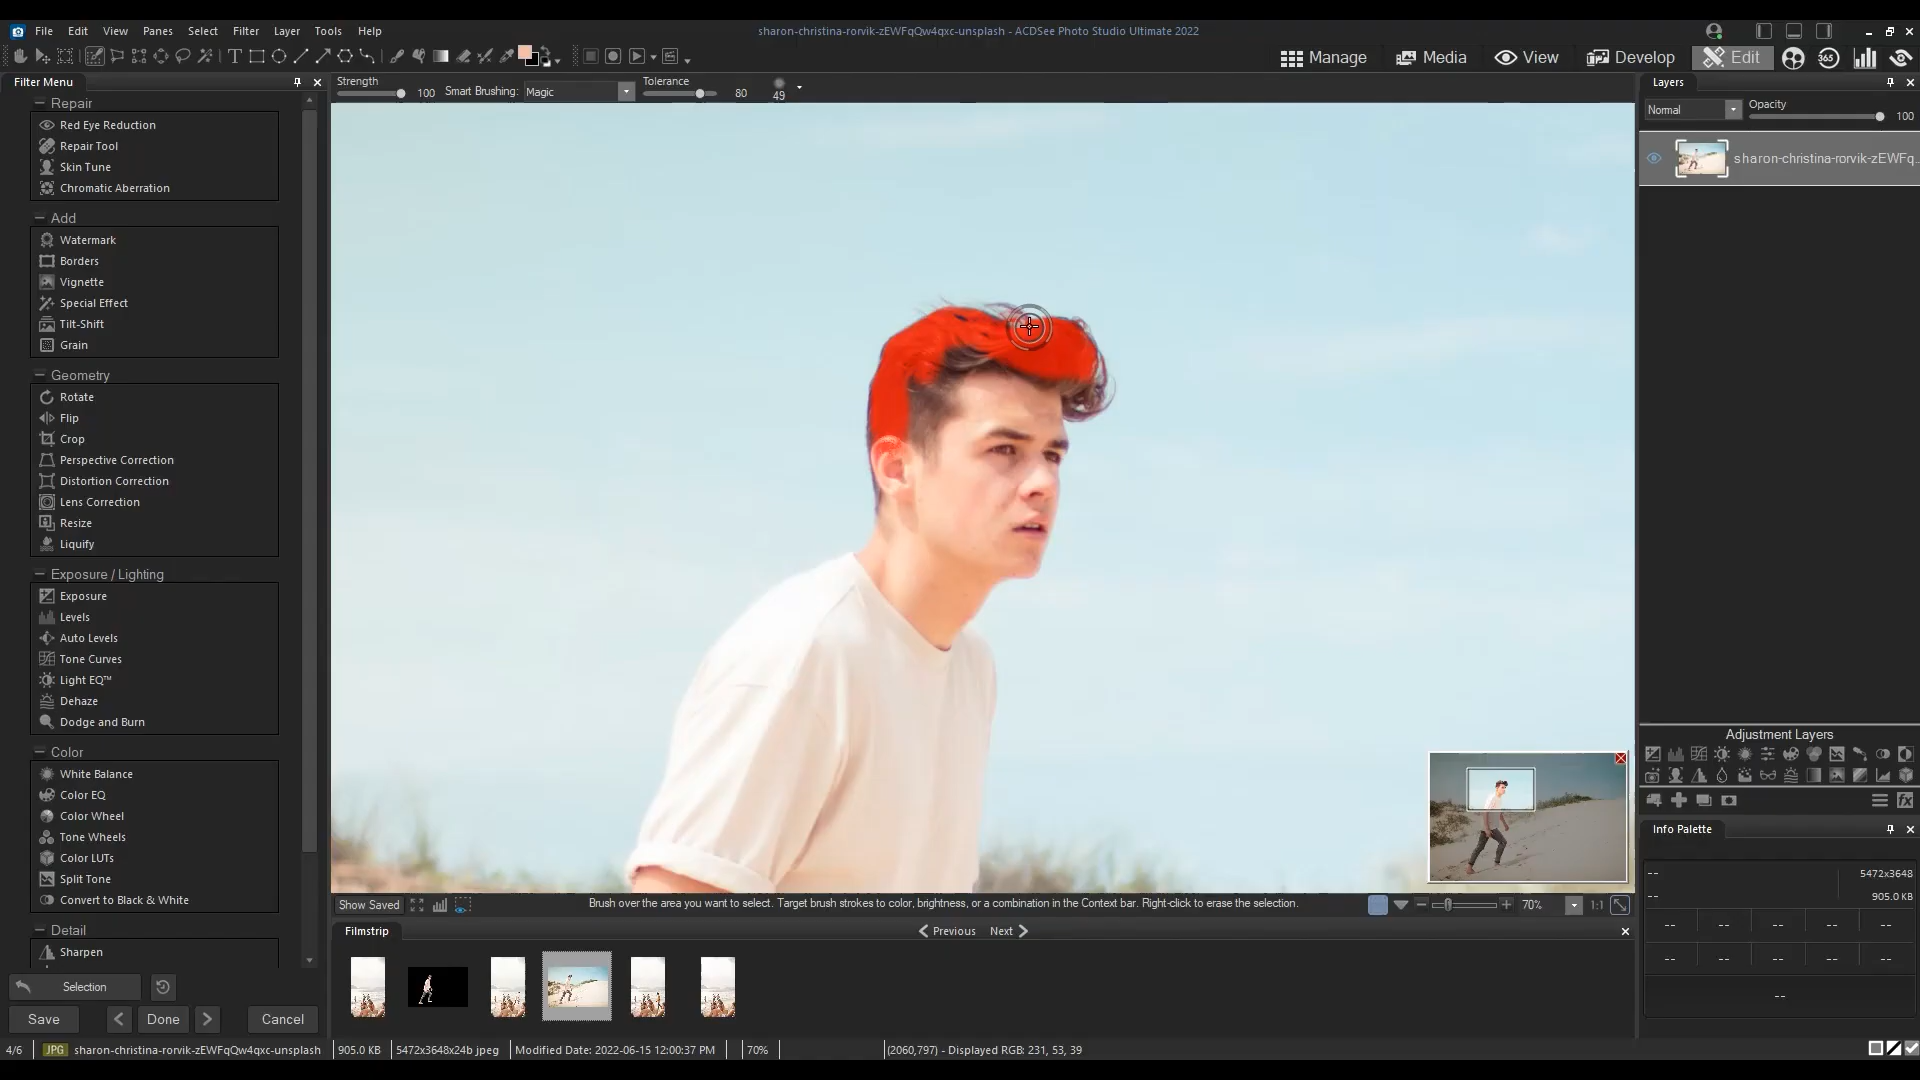 File Edit View Panes Select Filter Layer Tools Help
sharon-christina-rorvik-zEWFqQw4qxc-unsplash - ACDSee Photo Studio Ultimate 2022
Manage Media View Develop Edit 365
Filter Menu
Strength 100 Smart Brushing: Magic Tolerance 80 49
Layers
Normal Opacity 100
sharon-christina-rorvik-zEWFq...
Repair
Red Eye Reduction
Repair Tool
Skin Tune
Chromatic Aberration
Add
Watermark
Borders
Vignette
Special Effect
Tilt-Shift
Grain
Geometry
Rotate
Flip
Crop
Perspective Correction
Distortion Correction
Lens Correction
Resize
Liquify
Exposure / Lighting
Exposure
Levels
Auto Levels
Tone Curves
Light EQ™
Dehaze
Dodge and Burn
Color
White Balance
Color EQ
Color Wheel
Tone Wheels
Color LUTs
Split Tone
Convert to Black & White
Detail
Sharpen
Selection
Save Done Cancel
Adjustment Layers
Info Palette
-- 5472x3648
-- 905.0 KB
-- -- -- -- --
-- -- -- -- --
--
Show Saved Brush over the area you want to select. Target brush strokes to color, brightness, or a combination in the Context bar. Right-click to erase the selection. 70% 1:1
Filmstrip Previous Next
4/6 JPG sharon-christina-rorvik-zEWFqQw4qxc-unsplash 905.0 KB 5472x3648x24b jpeg Modified Date: 2022-06-15 12:00:37 PM 70% (2060,797) - Displayed RGB: 231, 53, 39